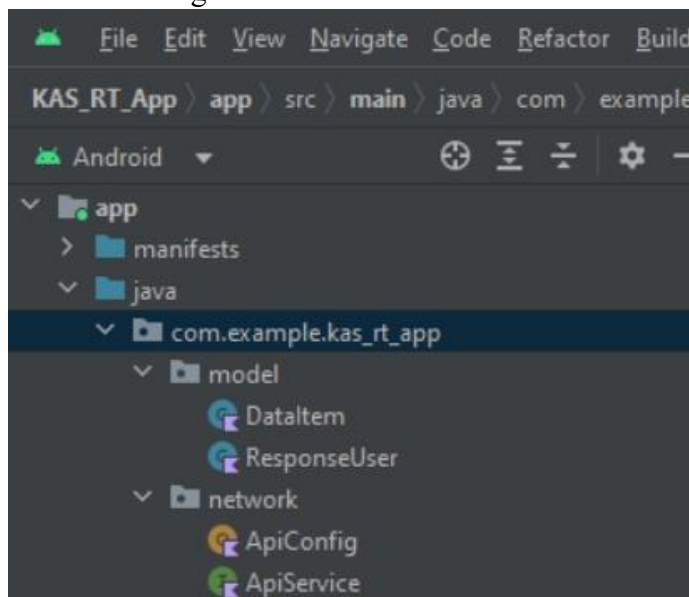 File Edit View Navigate Code Refactor Build
KAS_RT_App app src main java com example
Android
app
manifests
java
com.example.kas_rt_app
model
DataItem
ResponseUser
network
ApiConfig
ApiService